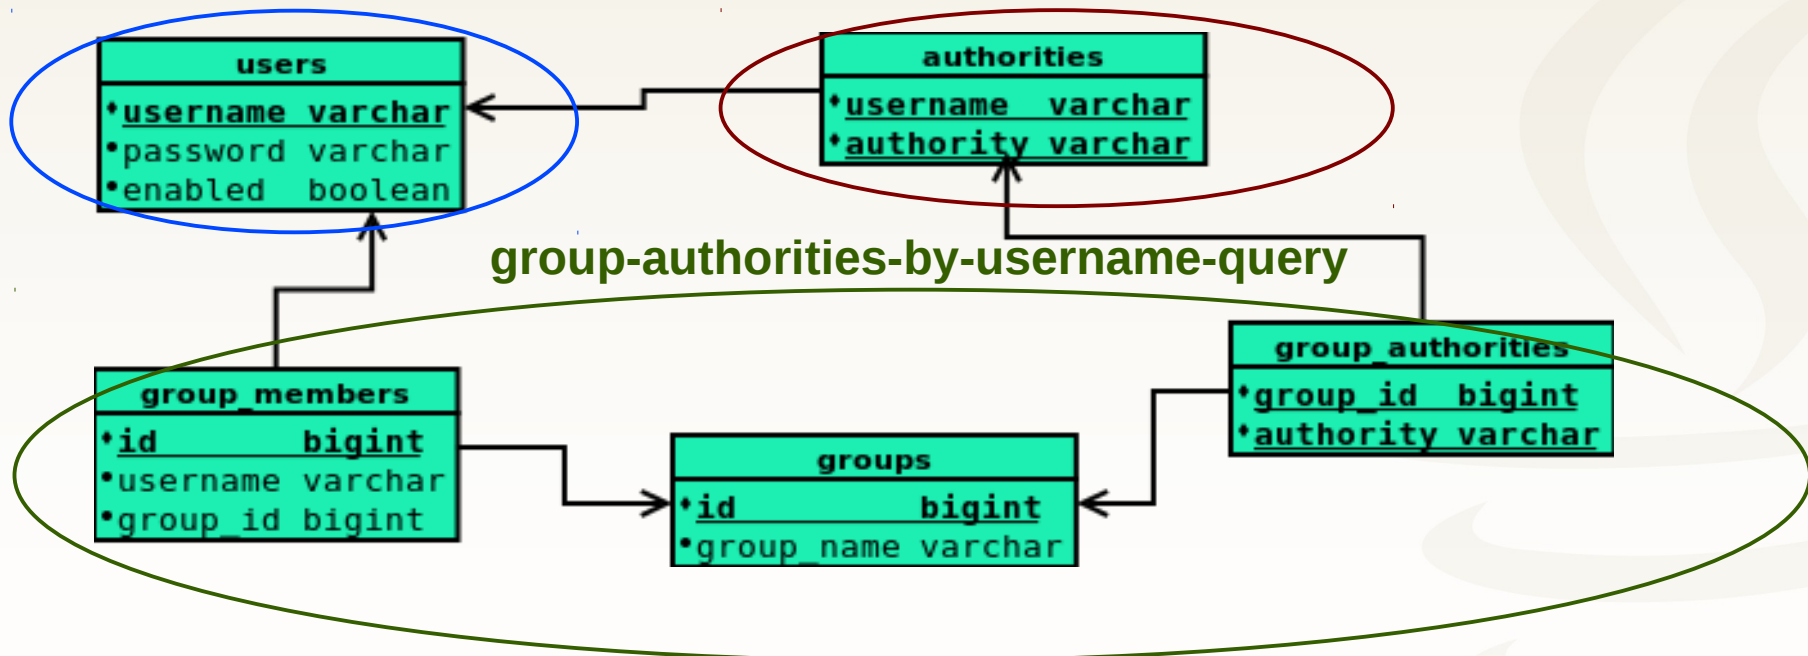 users
username varchar
password varchar
enabled boolean
authorities
username varchar
authority varchar
group-authorities-by-username-query
group_members
id bigint
username varchar
group_id bigint
groups
id bigint
group_name varchar
group_authorities
group_id bigint
authority varchar